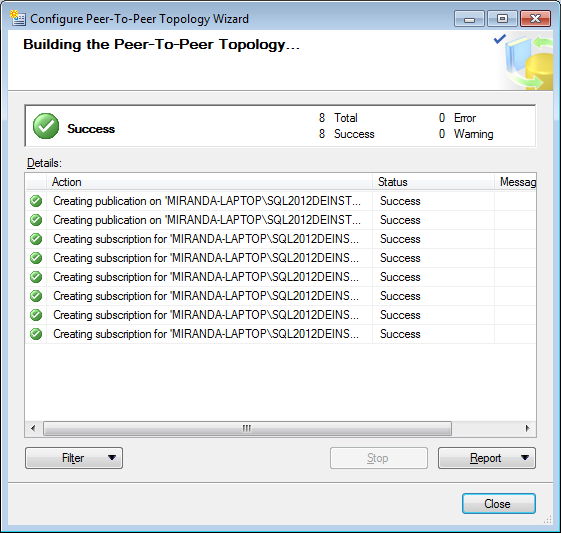 Configure Peer-To-Peer Topology Wizard
Building the Peer-To-Peer Topology...
Success
8 Total
0 Error
8 Success
0 Warning
Details:
Action Status Messag
Creating publication on 'MIRANDA-LAPTOP\SQL2012DEINST... Success
Creating publication on 'MIRANDA-LAPTOP\SQL2012DEINST... Success
Creating subscription for 'MIRANDA-LAPTOP\SQL2012DEINS... Success
Creating subscription for 'MIRANDA-LAPTOP\SQL2012DEINS... Success
Creating subscription for 'MIRANDA-LAPTOP\SQL2012DEINS... Success
Creating subscription for 'MIRANDA-LAPTOP\SQL2012DEINS... Success
Creating subscription for 'MIRANDA-LAPTOP\SQL2012DEINS... Success
Creating subscription for 'MIRANDA-LAPTOP\SQL2012DEINS... Success
Filter
Stop
Report
Close